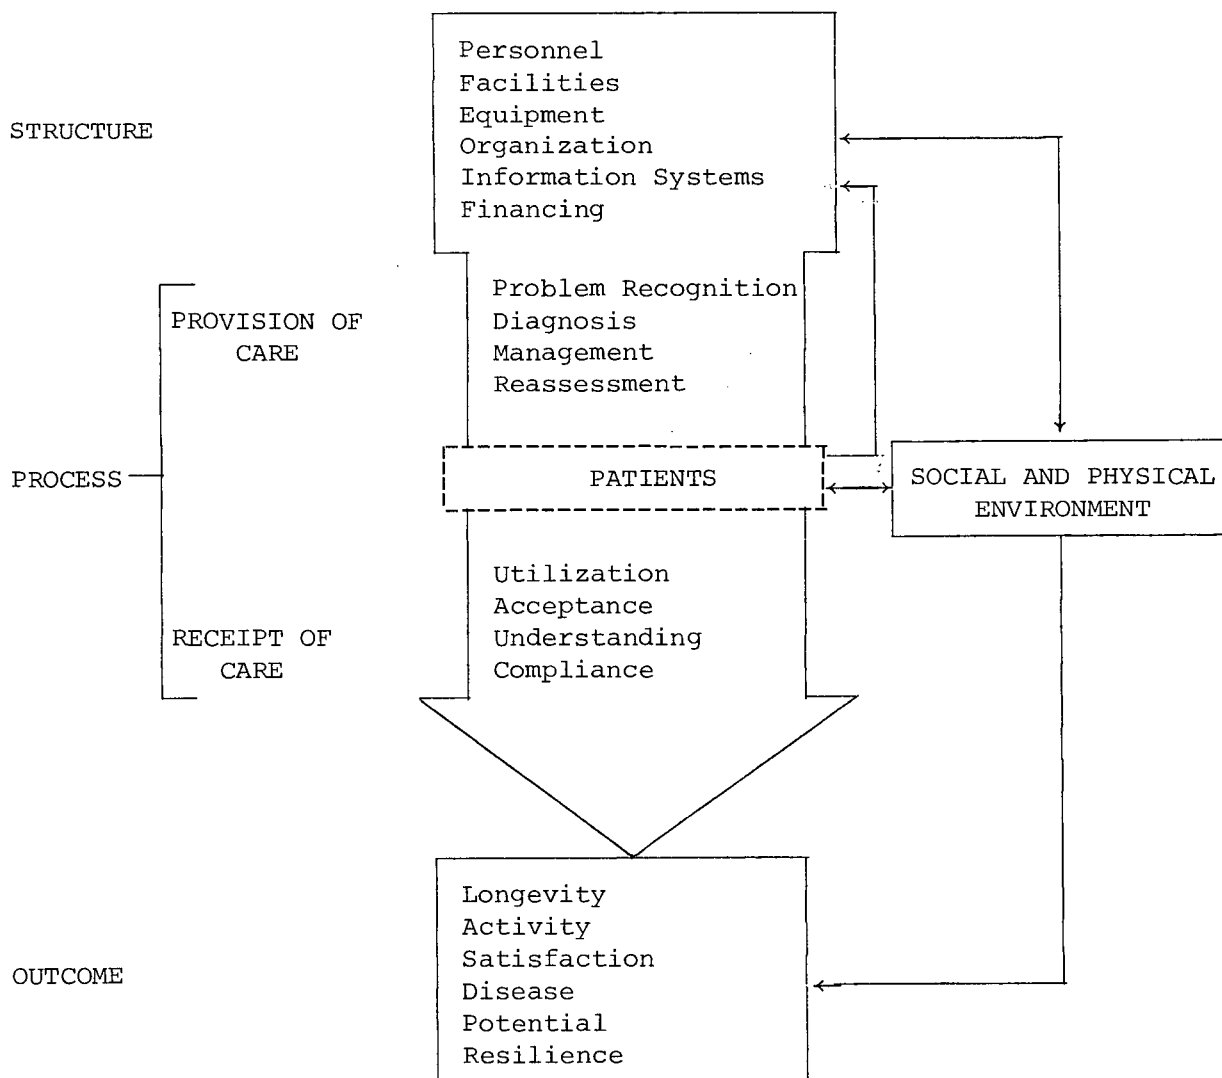 STRUCTURE
Personnel
Facilities
Equipment
Organization
Information Systems
Financing
PROCESS
PROVISION OF
CARE
Problem Recognition
Diagnosis
Management
Reassessment
PATIENTS
SOCIAL AND PHYSICAL
ENVIRONMENT
RECEIPT OF
CARE
Utilization
Acceptance
Understanding
Compliance
OUTCOME
Longevity
Activity
Satisfaction
Disease
Potential
Resilience